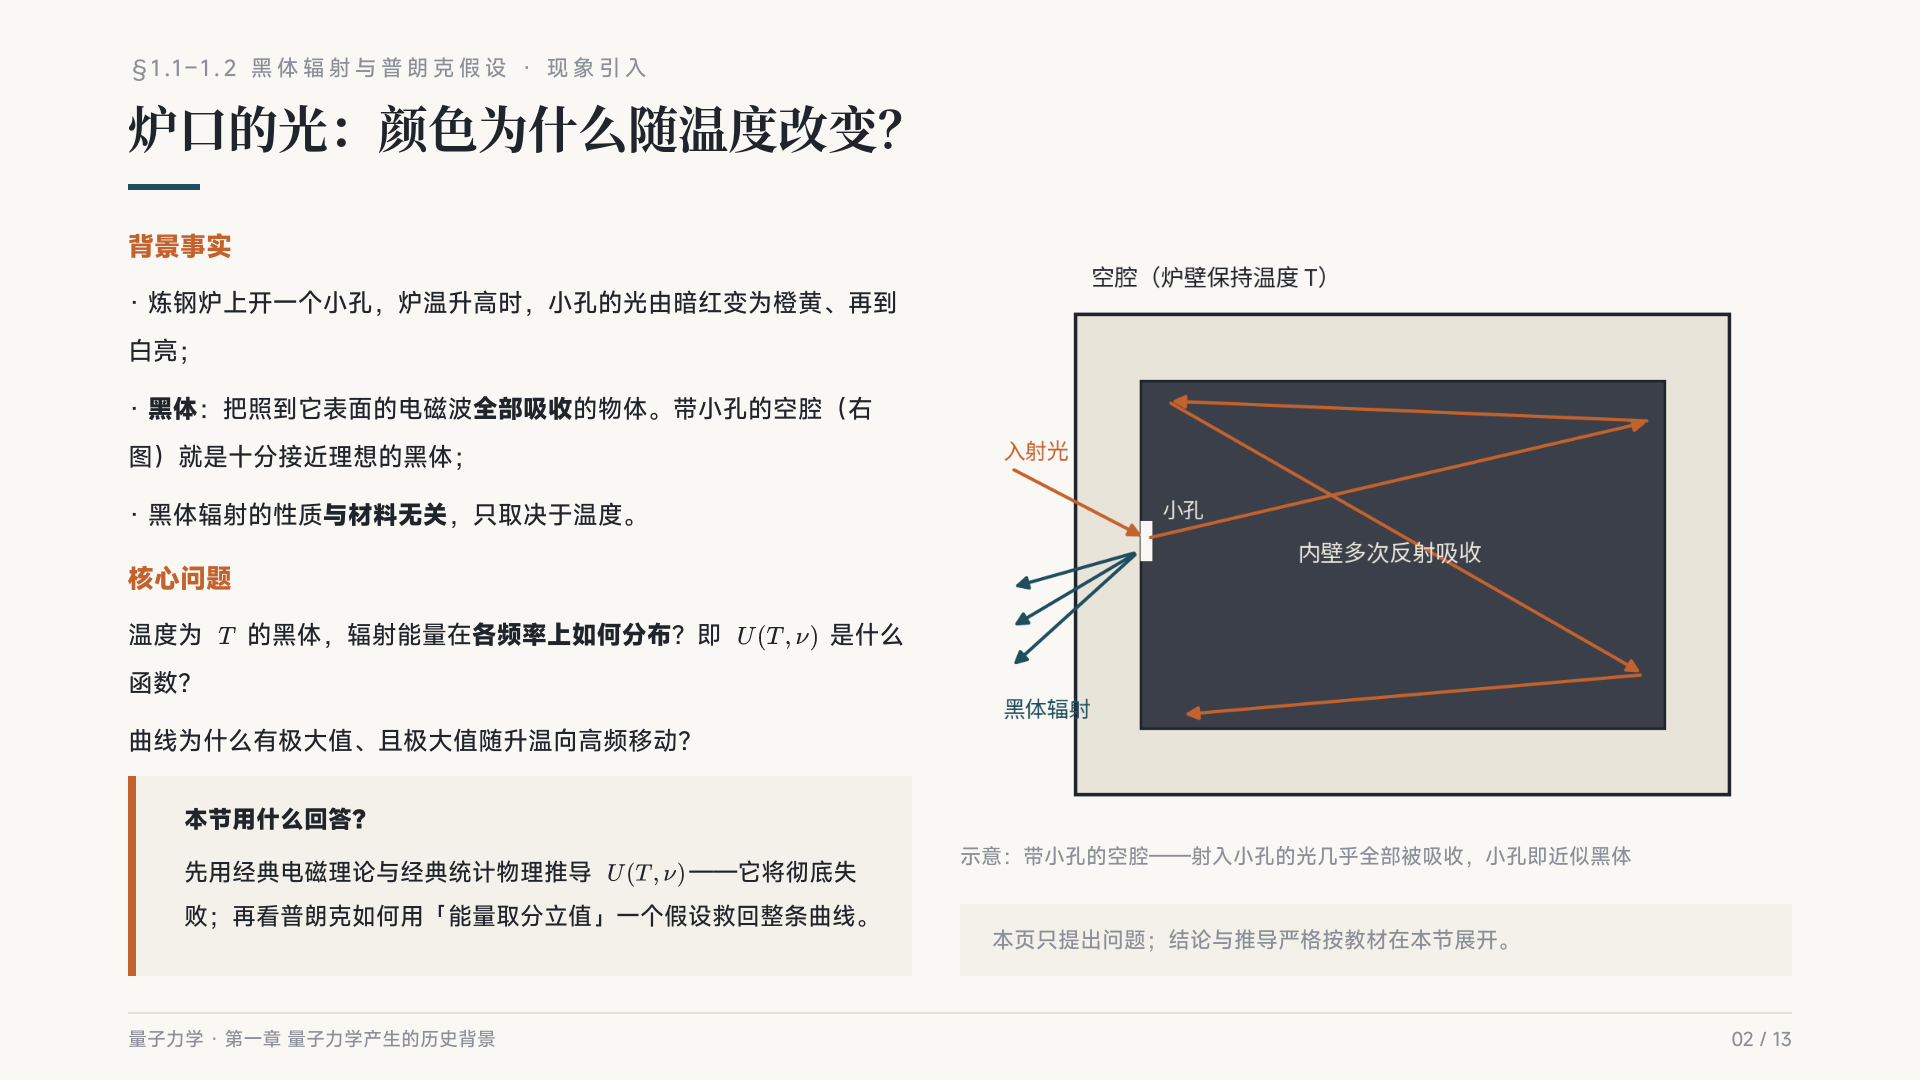 §1.1–1.2 黑体辐射与普朗克假设 · 现象引入
炉口的光：颜色为什么随温度改变？
背景事实
· 炼钢炉上开一个小孔，炉温升高时，小孔的光由暗红变为橙黄、再到
白亮；
· 黑体：把照到它表面的电磁波全部吸收的物体。带小孔的空腔（右
图）就是十分接近理想的黑体；
· 黑体辐射的性质与材料无关，只取决于温度。
核心问题
温度为 T 的黑体，辐射能量在各频率上如何分布？即 U(T,ν) 是什么
函数？
曲线为什么有极大值、且极大值随升温向高频移动？
本节用什么回答？
先用经典电磁理论与经典统计物理推导 U(T,ν)——它将彻底失
败；再看普朗克如何用「能量取分立值」一个假设救回整条曲线。
空腔（炉壁保持温度 T）
入射光
小孔
内壁多次反射吸收
黑体辐射
示意：带小孔的空腔——射入小孔的光几乎全部被吸收，小孔即近似黑体
本页只提出问题；结论与推导严格按教材在本节展开。
量子力学 · 第一章 量子力学产生的历史背景
02 / 13